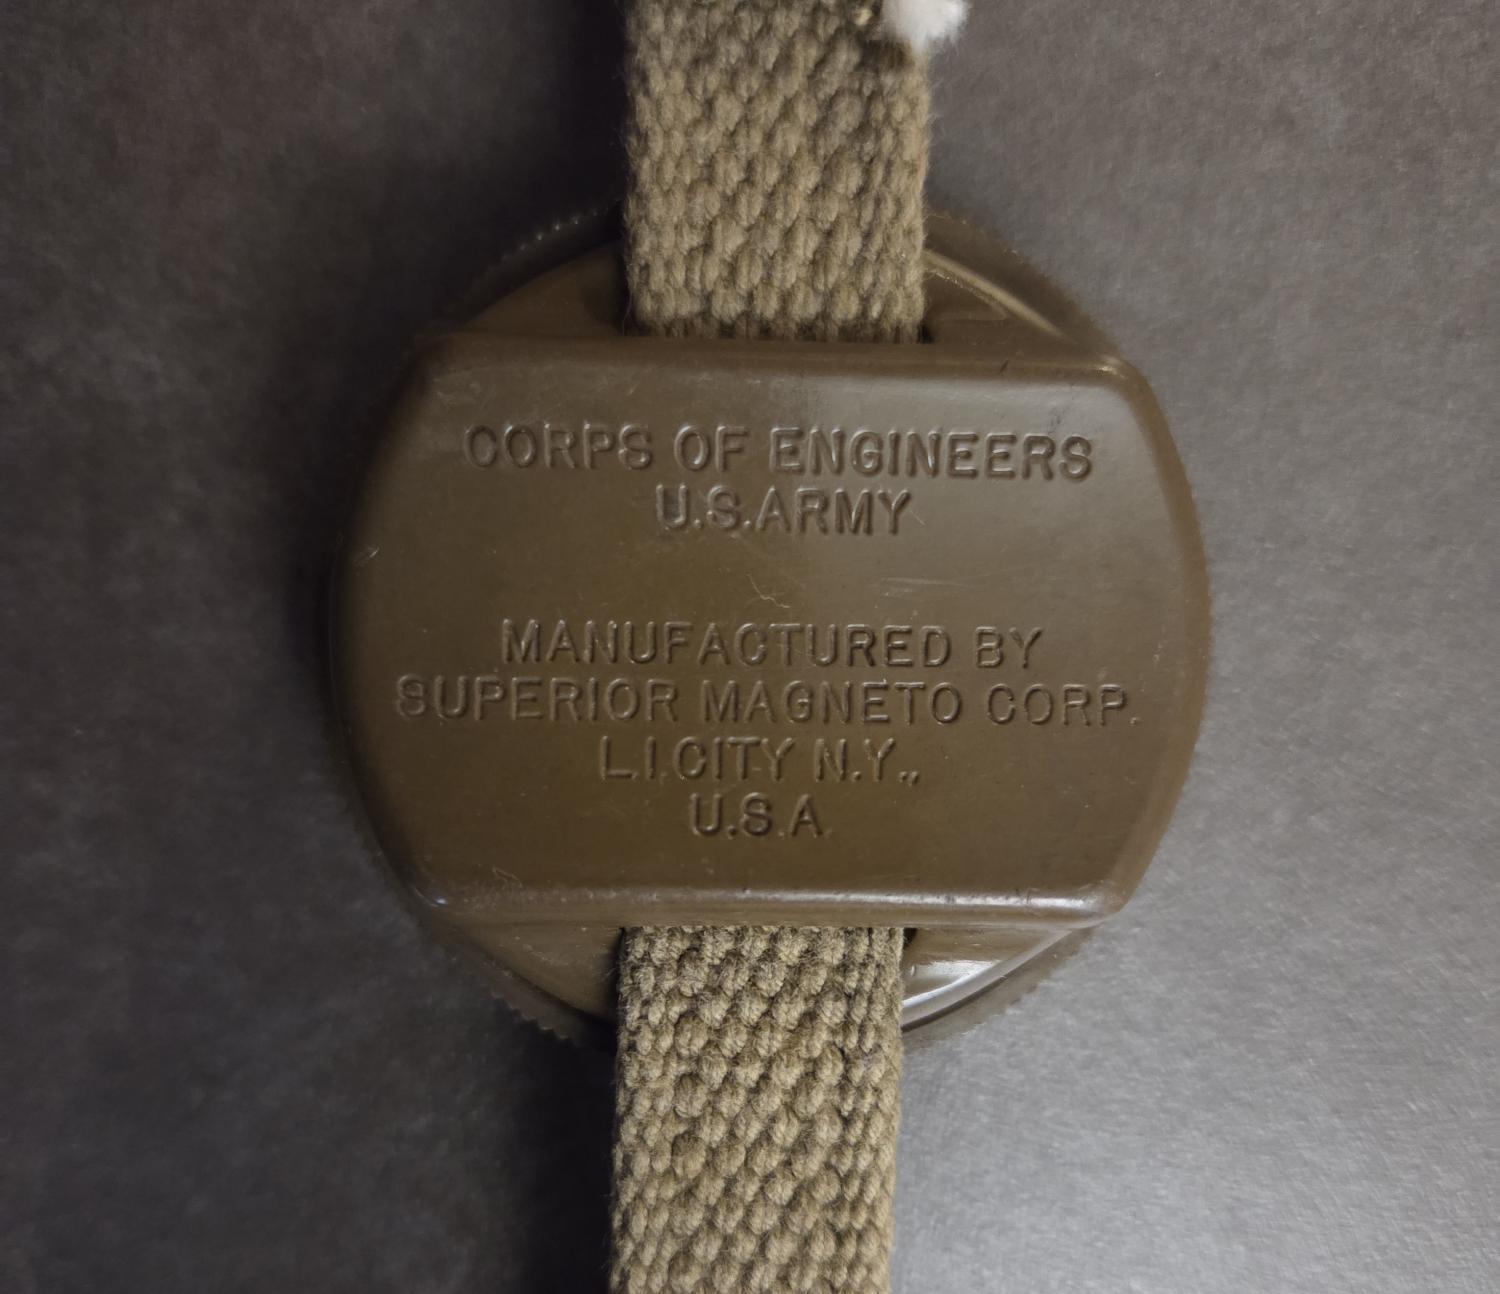 CORPS OF ENGINEERS
U.S.ARMY
MANUFACTURED BY
SUPERIOR MAGNETO CORP.
L.I.CITY N.Y.,
U.S.A.